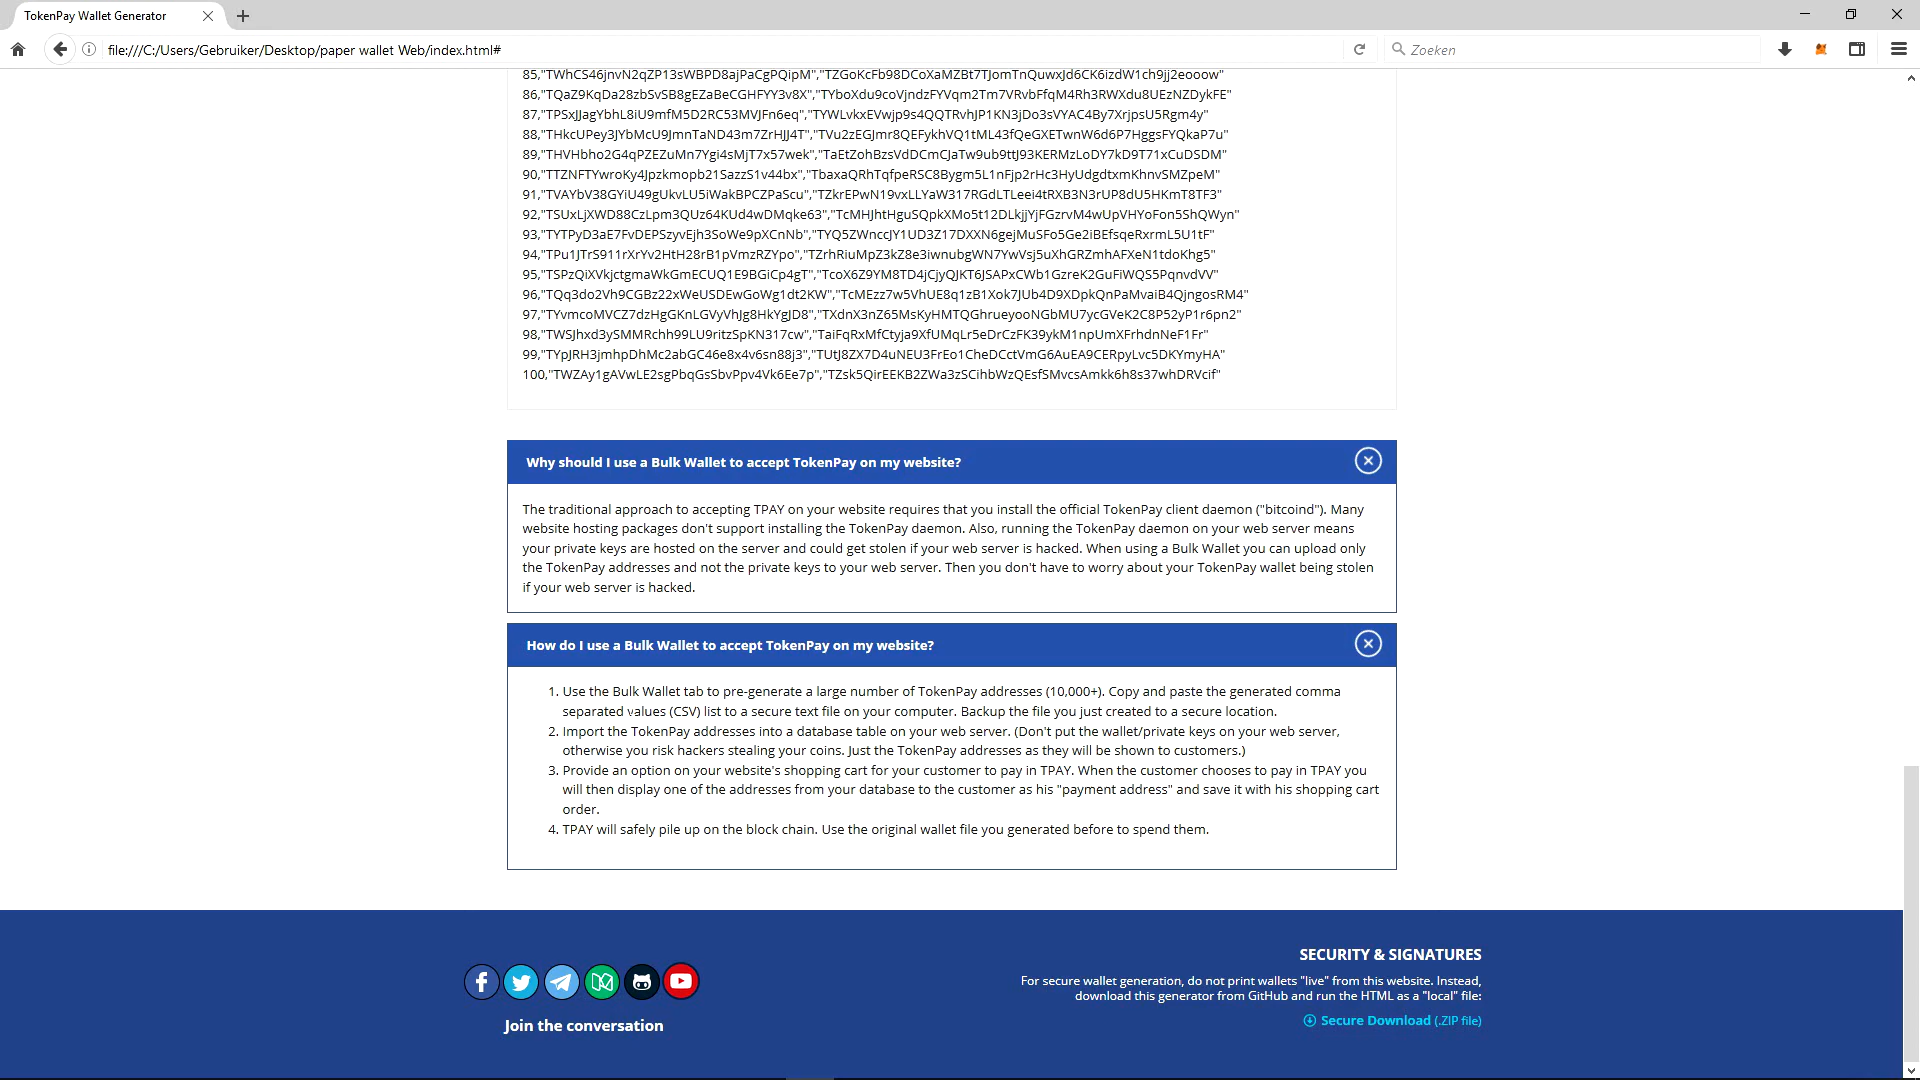 TokenPay Wallet Generator
file:///C:/Users/Gebruiker/Desktop/paper wallet Web/index.html#
Zoeken
85,"TWhCS46jnvN2qZP13sWBPD8ajPaCgPQipM","TZGoKcFb98DCoXaMZBt7TJomTnQuwxJd6CK6izdW1ch9jj2eooow"
86,"TQaZ9KqDa28zbSvSB8gEZaBeCGHFYY3v8X","TYboXdu9coVjndzFYVqm2Tm7VRvbFfqM4Rh3RWXdu8UEzNZDykFE"
87,"TPSxJJagYbhL8iU9mfM5D2RC53MVJFn6eq","TYWLvkxEVwjp9s4QQTRvhJP1KN3jDo3sVYAC4By7XrjpsU5Rgm4y"
88,"THkcUPey3JYbMcU9JmnTaND43m7ZrHJJ4T","TVu2zEGJmr8QEFykhVQ1tML43fQeGXETwnW6d6P7HggsFYQkaP7u"
89,"THVHbho2G4qPZEZuMn7Ygi4sMjT7x57wek","TaEtZohBzsVdDCmCJaTw9ub9ttJ93KERMzLoDY7kD9T71xCuDSDM"
90,"TTZNFTYwroKy4Jpzkmopb21SazzS1v44bx","TbaxaQRhTqfpeRSC8Bygm5L1nFjp2rHc3HyUdgdtxmKhnvSMZpeM"
91,"TVAYbV38GYiU49gUkvLU5iWakBPCZPaScu","TZkrEPwN19vxLLYaW317RGdLTLeei4tRXB3N3rUP8dU5HKmT8TF3"
92,"TSUxLjXWD88CzLpm3QUz64KUd4wDMqke63","TcMHJhtHguSQpkXMo5t12DLkjjYjFGzrvM4wUpVHYoFon5ShQWyn"
93,"TYTPyD3aE7FvDEPSzyvEjh3SoWe9pXCnNb","TYQ5ZWnccJY1UD3Z17DXXN6gejMuSFo5Ge2iBEfsqeRxrmL5U1tF"
94,"TPu1JTrS911rXrYv2HtH28rB1pVmzRZYpo","TZrhRiuMpZ3kZ8e3iwnubgWN7YwVsj5uXhGRZmhAFXeN1tdoKhg5"
95,"TSPzQiXVkjctgmaWkGmECUQ1E9BGiCp4gT","TcoX6Z9YM8TD4jCjyQJKT6JSAPxCWb1GzreK2GuFiWQS5PqnvdVV"
96,"TQq3do2Vh9CGBz22xWeUSDEwGoWg1dt2KW","TcMEzz7w5VhUE8q1zB1Xok7JUb4D9XDpkQnPaMvaiB4QjngosRM4"
97,"TYvmcoMVCZ7dzHgGKnLGVyVhJg8HkYgJD8","TXdnX3nZ65MsKyHMTQGhrueyooNGbMU7ycGVeK2C8P52yP1r6pn2"
98,"TWSJhxd3ySMMRchh99LU9ritzSpKN317cw","TaiFqRxMfCtyja9XfUMqLr5eDrCzFK39ykM1npUmXFrhdnNeF1Fr"
99,"TYpJRH3jmhpDhMc2abGC46e8x4v6sn88j3","TUtJ8ZX7D4uNEU3FrEo1CheDCctVmG6AuEA9CERpyLvc5DKYmyHA"
100,"TWZAy1gAVwLE2sgPbqGsSbvPpv4Vk6Ee7p","TZsk5QirEEKB2ZWa3zSCihbWzQEsfSMvcsAmkk6h8s37whDRVcif"
Why should I use a Bulk Wallet to accept TokenPay on my website?
The traditional approach to accepting TPAY on your website requires that you install the official TokenPay client daemon ("bitcoind"). Many
website hosting packages don't support installing the TokenPay daemon. Also, running the TokenPay daemon on your web server means
your private keys are hosted on the server and could get stolen if your web server is hacked. When using a Bulk Wallet you can upload only
the TokenPay addresses and not the private keys to your web server. Then you don't have to worry about your TokenPay wallet being stolen
if your web server is hacked.
How do I use a Bulk Wallet to accept TokenPay on my website?
1. Use the Bulk Wallet tab to pre-generate a large number of TokenPay addresses (10,000+). Copy and paste the generated comma
separated values (CSV) list to a secure text file on your computer. Backup the file you just created to a secure location.
2. Import the TokenPay addresses into a database table on your web server. (Don't put the wallet/private keys on your web server,
otherwise you risk hackers stealing your coins. Just the TokenPay addresses as they will be shown to customers.)
3. Provide an option on your website's shopping cart for your customer to pay in TPAY. When the customer chooses to pay in TPAY you
will then display one of the addresses from your database to the customer as his "payment address" and save it with his shopping cart
order.
4. TPAY will safely pile up on the block chain. Use the original wallet file you generated before to spend them.
Join the conversation
SECURITY & SIGNATURES
For secure wallet generation, do not print wallets "live" from this website. Instead,
download this generator from GitHub and run the HTML as a "local" file:
Secure Download (.ZIP file)